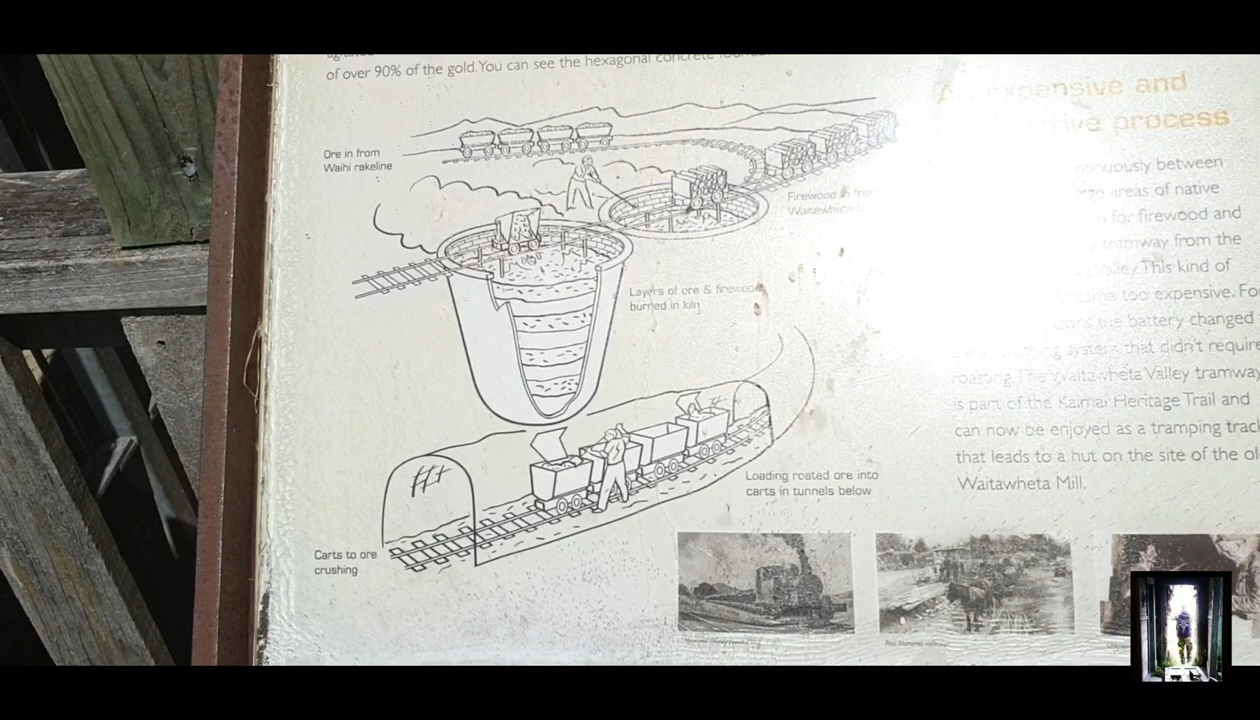 of over 90% of the gold. You can see the hexagonal concrete
Ore in from
Waihi rakeline
Firewood in from
Waitawheta
Layers of ore & firewood
burned in kiln
Loading roasted ore into
carts in tunnels below
Carts to ore
crushing
expensive and
process
continuously between
areas of native
for firewood and
tramway from the
Valley. This kind of
too expensive. For
the battery changed
system that didn't require
roasting. The Waitawheta Valley tramway
is part of the Kaimai Heritage Trail and
can now be enjoyed as a tramping track
that leads to a hut on the site of the old
Waitawheta Mill.